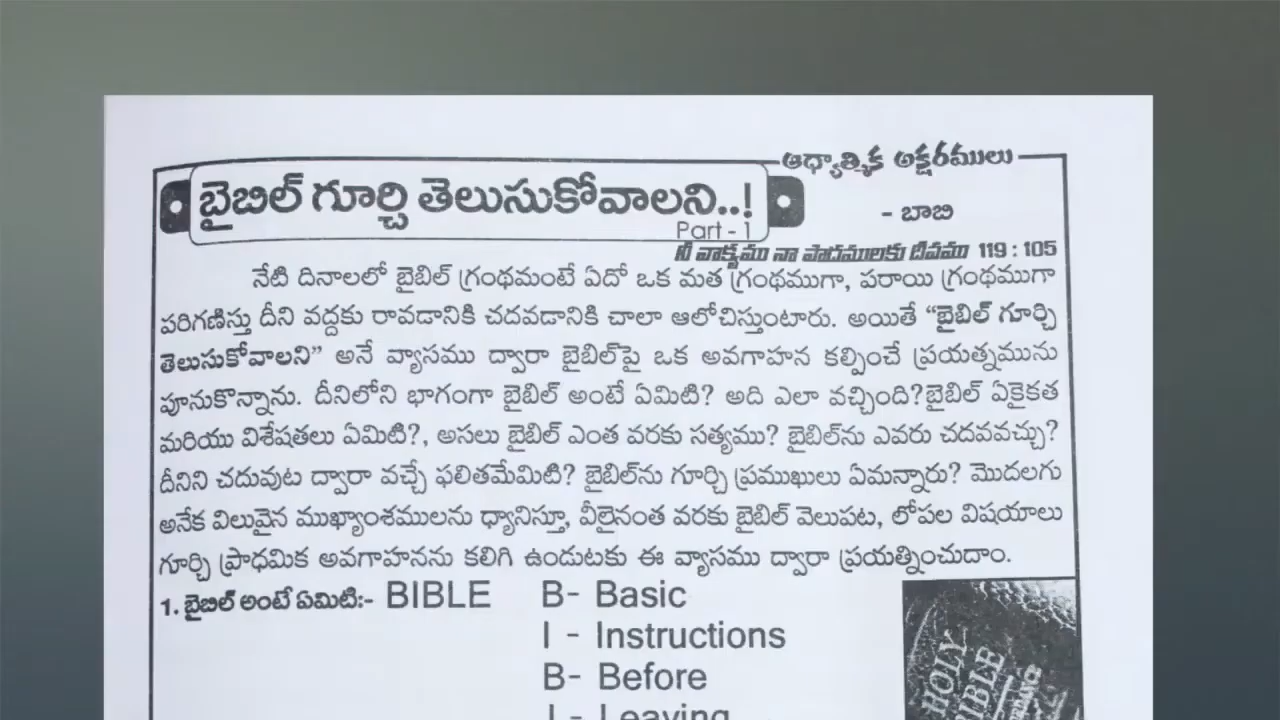 ఆధ్యాత్మిక అక్షరములు
బైబిల్ గూర్చి తెలుసుకోవాలని..!
- బాబి
Part - 1
నీ వాక్యము నా పాదములకు దీపము 119 : 105
నేటి దినాలలో బైబిల్ గ్రంథమంటే ఏదో ఒక మత గ్రంథముగా, పరాయి గ్రంథముగా
పరిగణిస్తు దీని వద్దకు రావడానికి చదవడానికి చాలా ఆలోచిస్తుంటారు. అయితే “బైబిల్ గూర్చి
తెలుసుకోవాలని” అనే వ్యాసము ద్వారా బైబిల్‌పై ఒక అవగాహన కల్పించే ప్రయత్నమును
పూనుకొన్నాను. దీనిలోని భాగంగా బైబిల్ అంటే ఏమిటి? అది ఎలా వచ్చింది?బైబిల్ ఏకైకత
మరియు విశేషతలు ఏమిటి?, అసలు బైబిల్ ఎంత వరకు సత్యము? బైబిల్‌ను ఎవరు చదవవచ్చు?
దీనిని చదువుట ద్వారా వచ్చే ఫలితమేమిటి? బైబిల్‌ను గూర్చి ప్రముఖులు ఏమన్నారు? మొదలగు
అనేక విలువైన ముఖ్యాంశములను ధ్యానిస్తూ, వీలైనంత వరకు బైబిల్ వెలుపట, లోపల విషయాలు
గూర్చి ప్రాధమిక అవగాహనను కలిగి ఉండుటకు ఈ వ్యాసము ద్వారా ప్రయత్నించుదాం.
1. బైబిల్ అంటే ఏమిటి:- BIBLE B- Basic
I - Instructions
B- Before
L- Leaving
HOLY
BIBLE